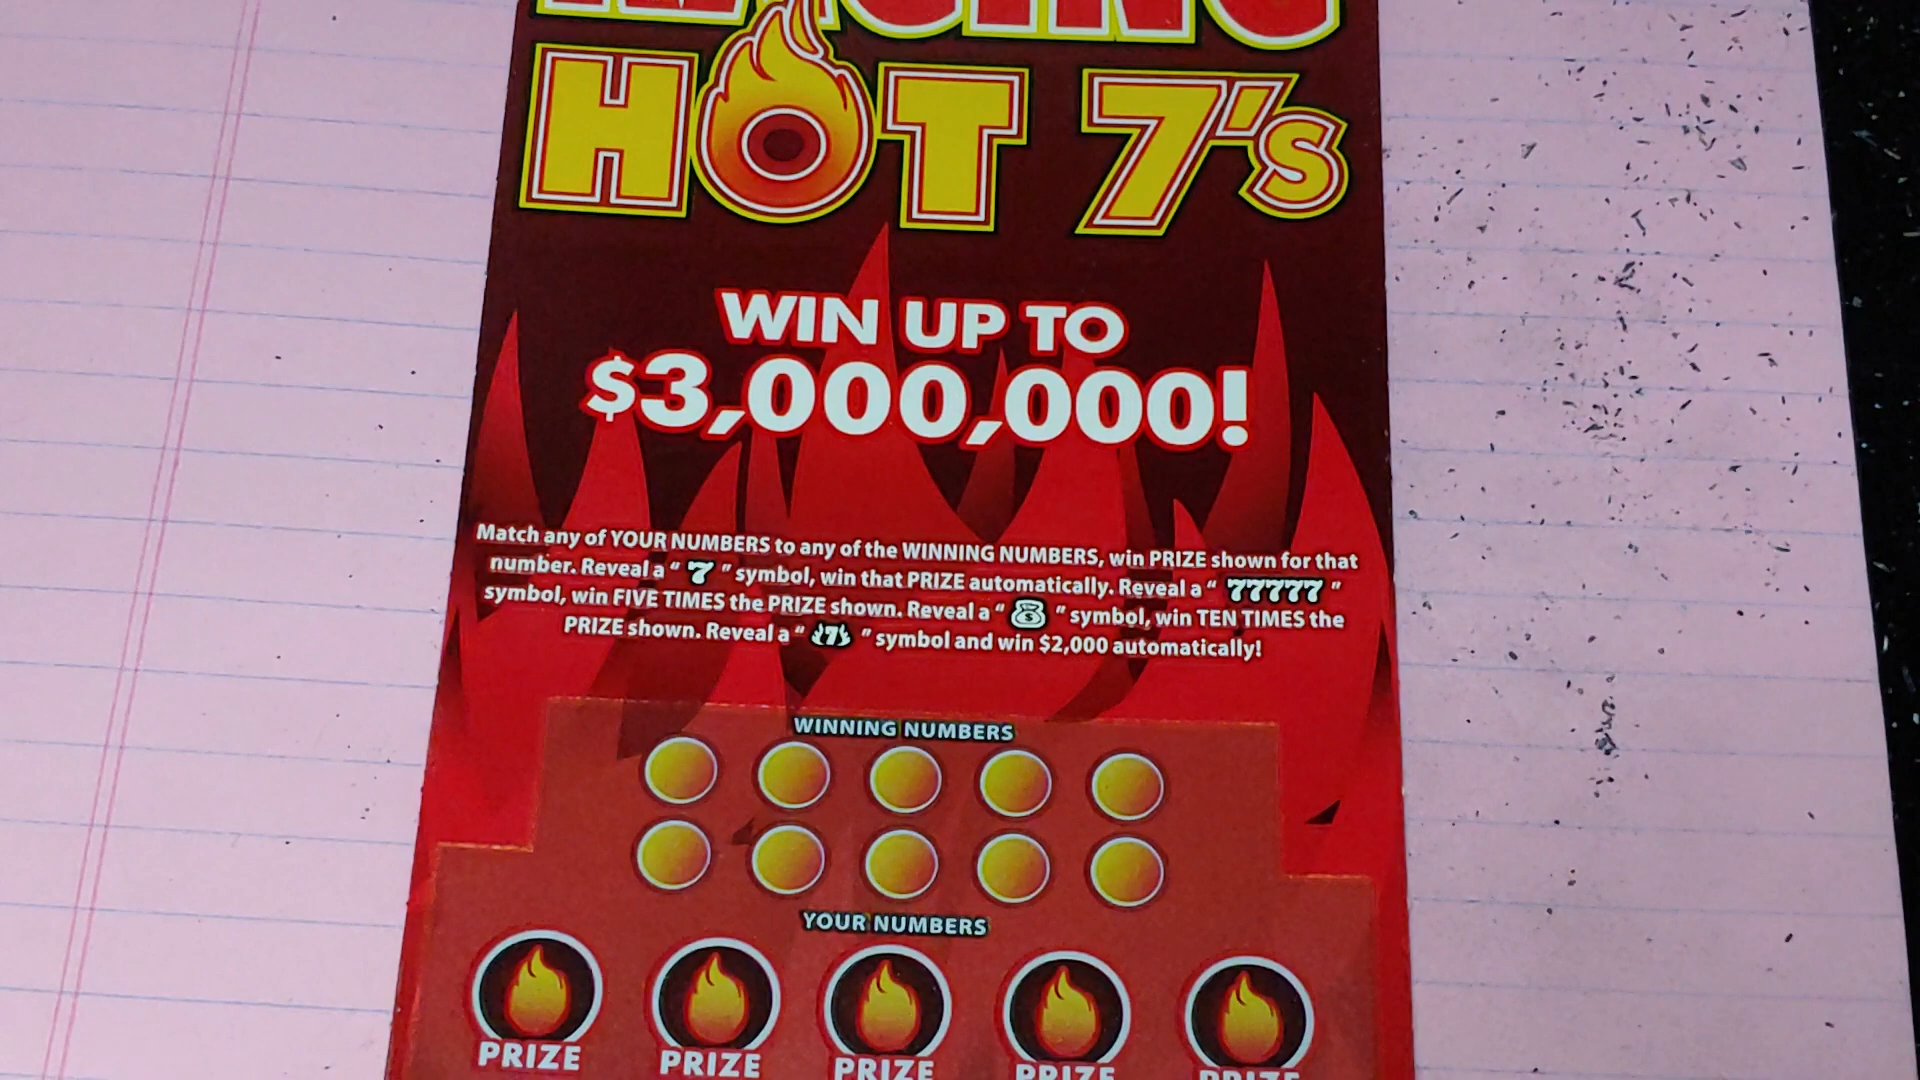 HOT 7's
WIN UP TO
$3,000,000!
Match any of YOUR NUMBERS to any of the WINNING NUMBERS, win PRIZE shown for that
number. Reveal a " 7 " symbol, win that PRIZE automatically. Reveal a " 77777 "
symbol, win FIVE TIMES the PRIZE shown. Reveal a " " symbol, win TEN TIMES the
PRIZE shown. Reveal a " 7 " symbol and win $2,000 automatically!
WINNING NUMBERS
YOUR NUMBERS
PRIZE PRIZE PRIZE PRIZE PRIZE